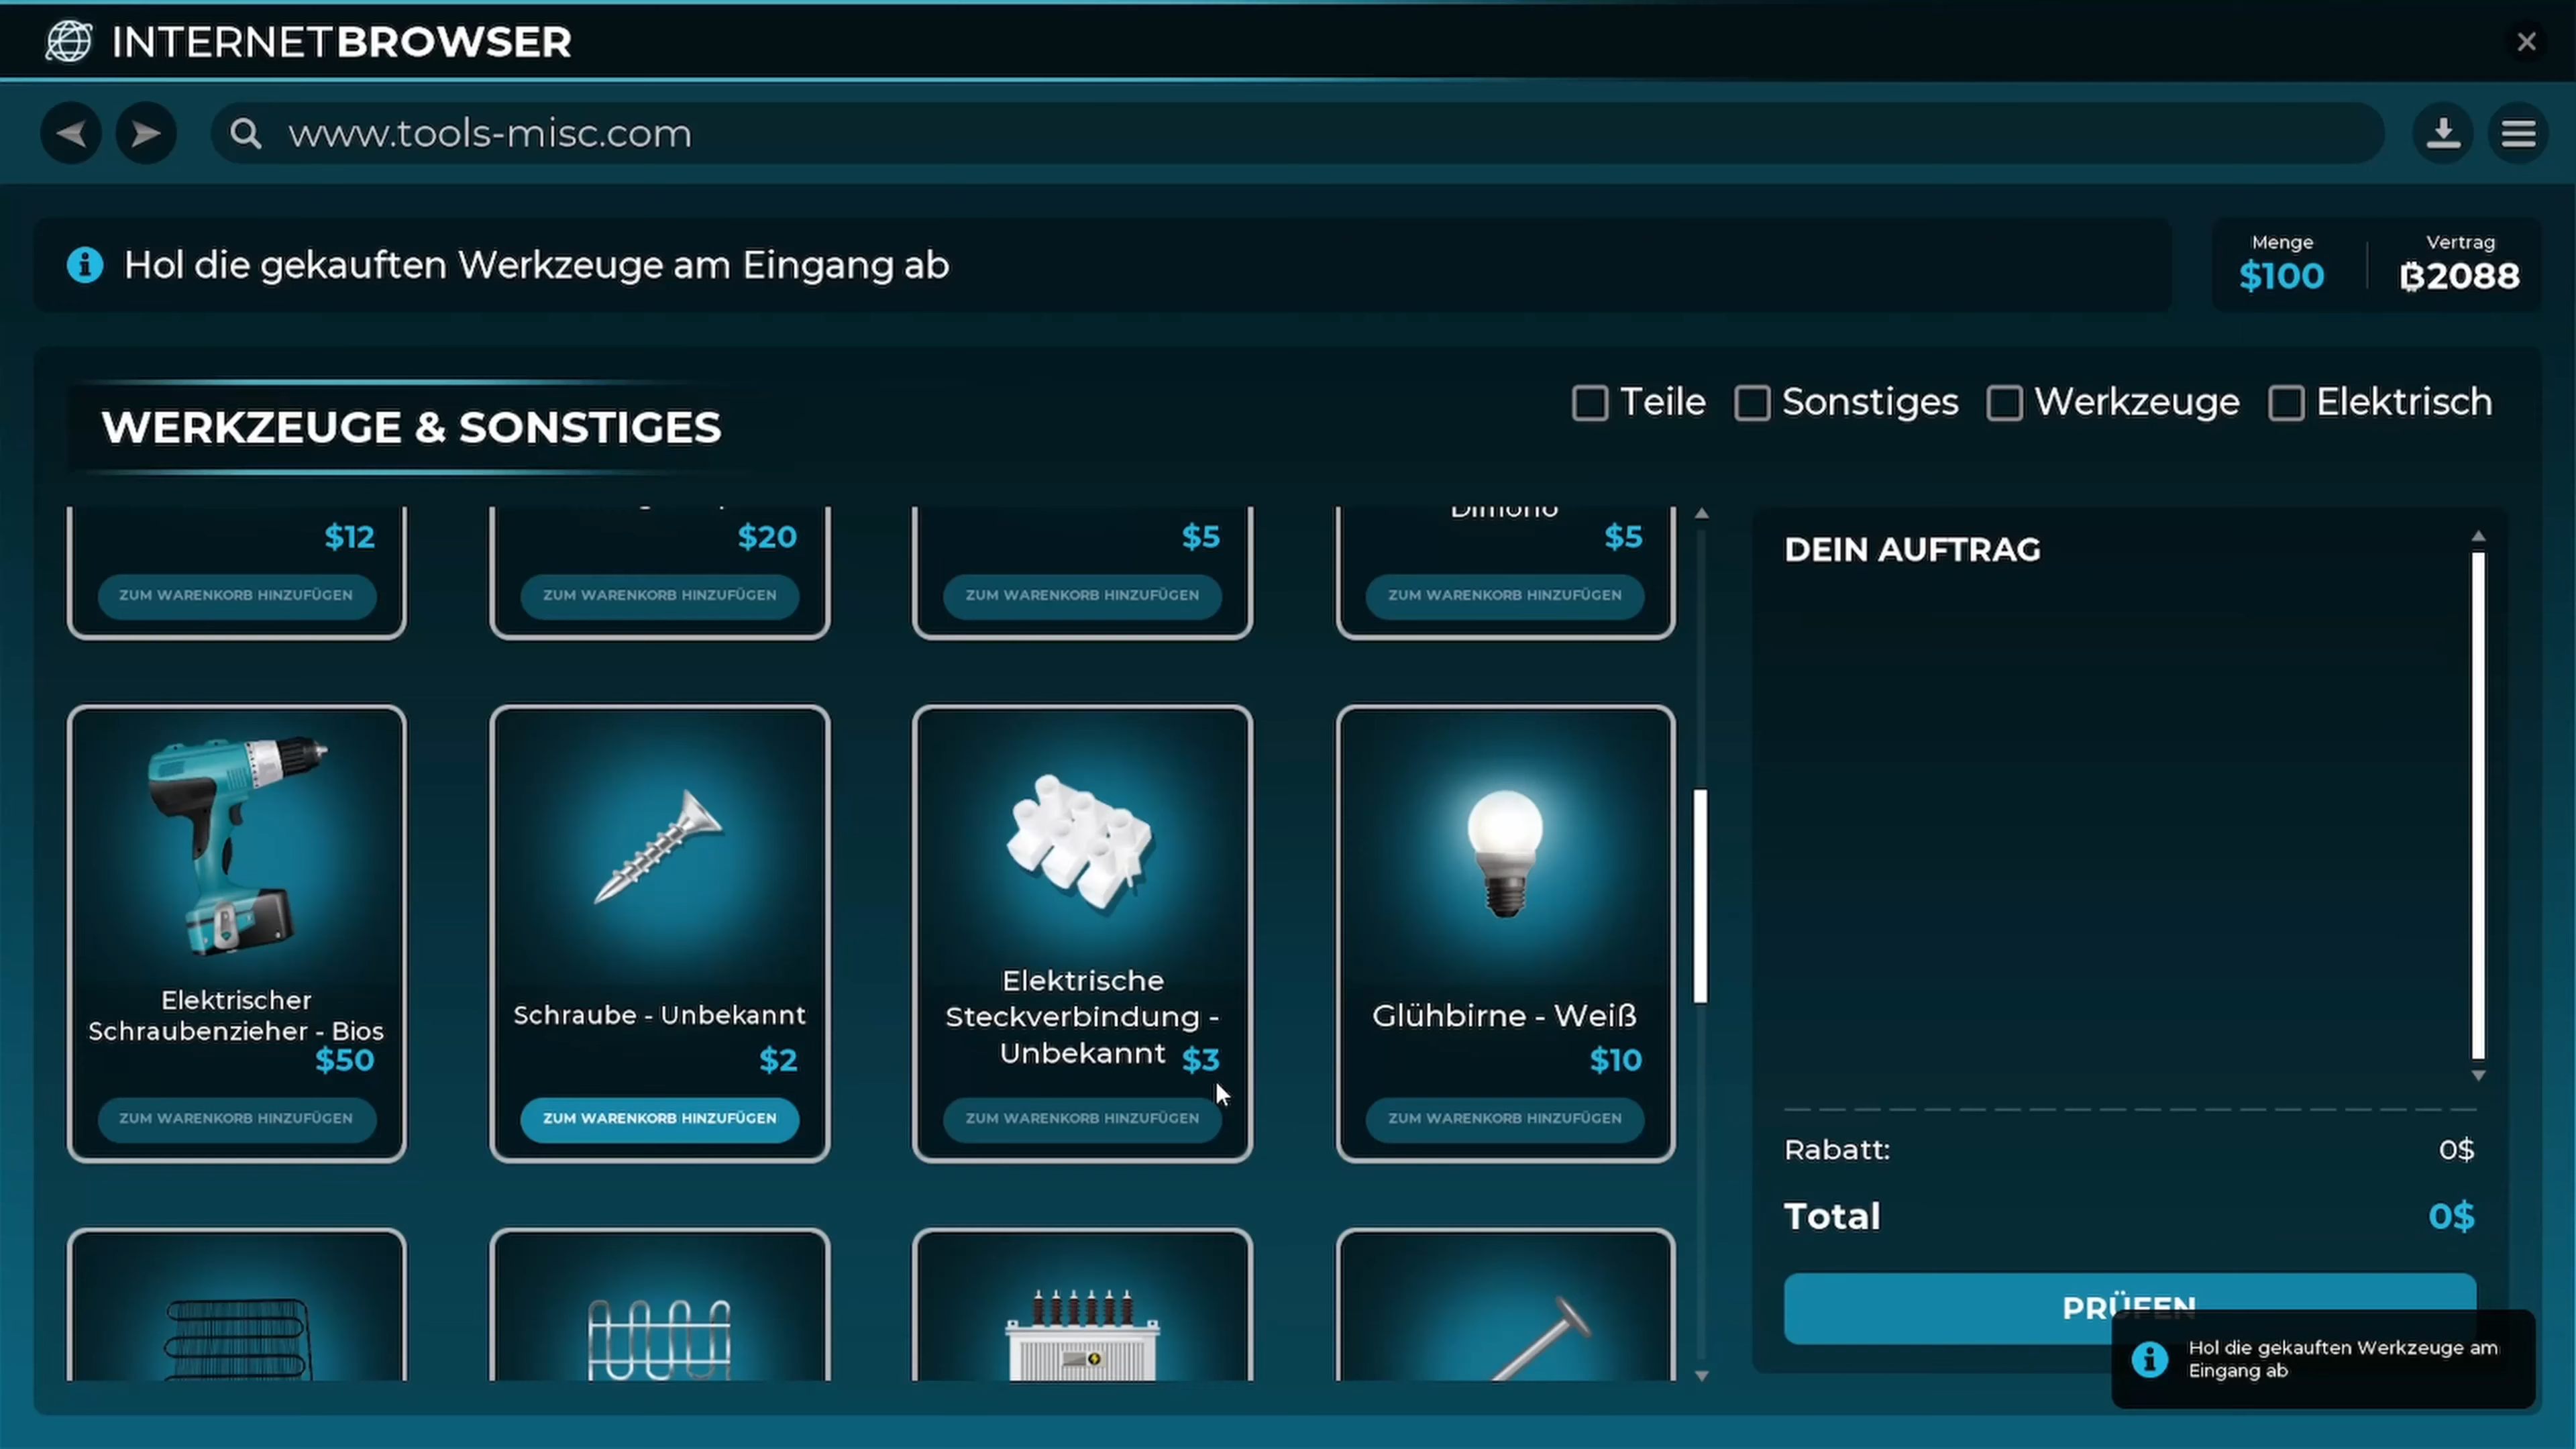 INTERNETBROWSER
www.tools-misc.com
Hol die gekauften Werkzeuge am Eingang ab
Menge
$100
Vertrag
₿2088
WERKZEUGE & SONSTIGES
Teile
Sonstiges
Werkzeuge
Elektrisch
$12
ZUM WARENKORB HINZUFÜGEN
$20
ZUM WARENKORB HINZUFÜGEN
$5
ZUM WARENKORB HINZUFÜGEN
$5
ZUM WARENKORB HINZUFÜGEN
Elektrischer
Schraubenzieher - Bios
$50
ZUM WARENKORB HINZUFÜGEN
Schraube - Unbekannt
$2
ZUM WARENKORB HINZUFÜGEN
Elektrische
Steckverbindung -
Unbekannt $3
ZUM WARENKORB HINZUFÜGEN
Glühbirne - Weiß
$10
ZUM WARENKORB HINZUFÜGEN
DEIN AUFTRAG
Rabatt: 0$
Total 0$
PRÜFEN
Hol die gekauften Werkzeuge am
Eingang ab